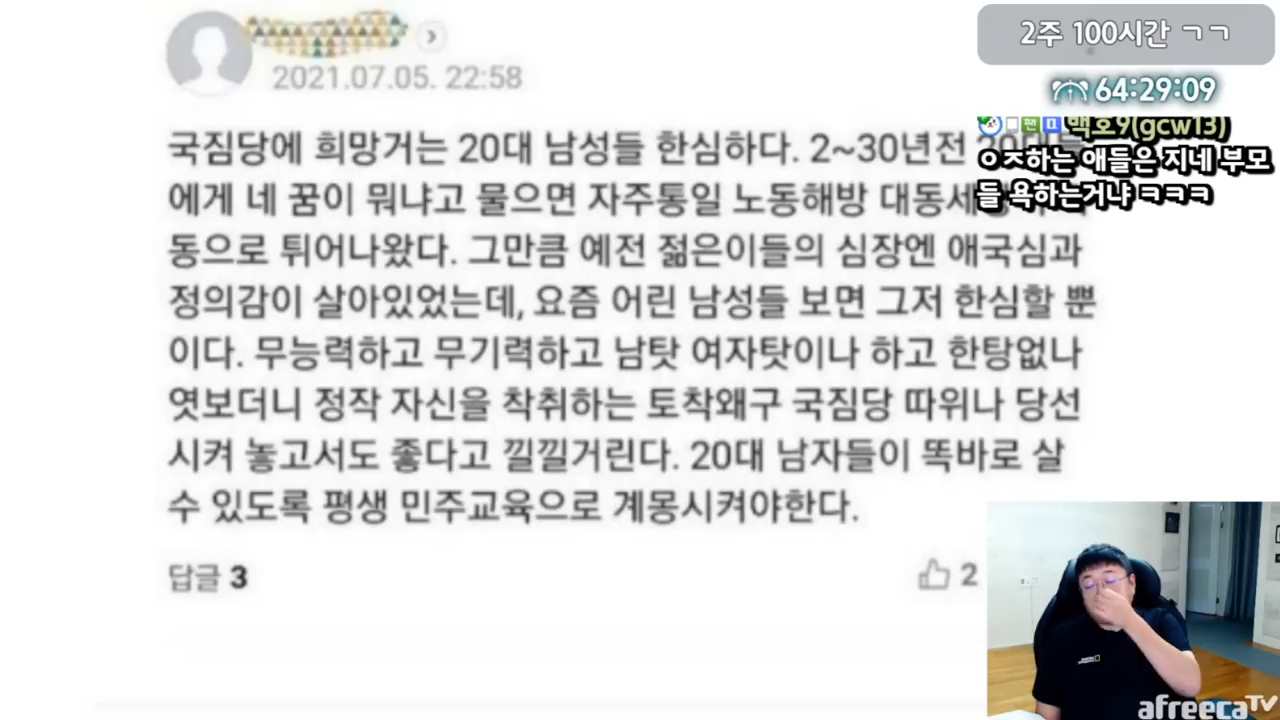 2021.07.05. 22:58
국짐당에 희망거는 20대 남성들 한심하다. 2~30년전
에게 네 꿈이 뭐냐고 물으면 자주통일 노동해방 대동세
동으로 튀어나왔다. 그만큼 예전 젊은이들의 심장엔 애국심과
정의감이 살아있었는데, 요즘 어린 남성들 보면 그저 한심할 뿐
이다. 무능력하고 무기력하고 남탓 여자탓이나 하고 한탕없나
엿보더니 정작 자신을 착취하는 토착왜구 국짐당 따위나 당선
시켜 놓고서도 좋다고 낄낄거린다. 20대 남자들이 똑바로 살
수 있도록 평생 민주교육으로 계몽시켜야한다.
답글 3
2
2주 100시간 ㄱㄱ
64:29:09
팬 백호9(gcw13)
ㅇㅈ하는 애들은 지네 부모
들 욕하는거냐 ㅋㅋㅋ
afreecaTV